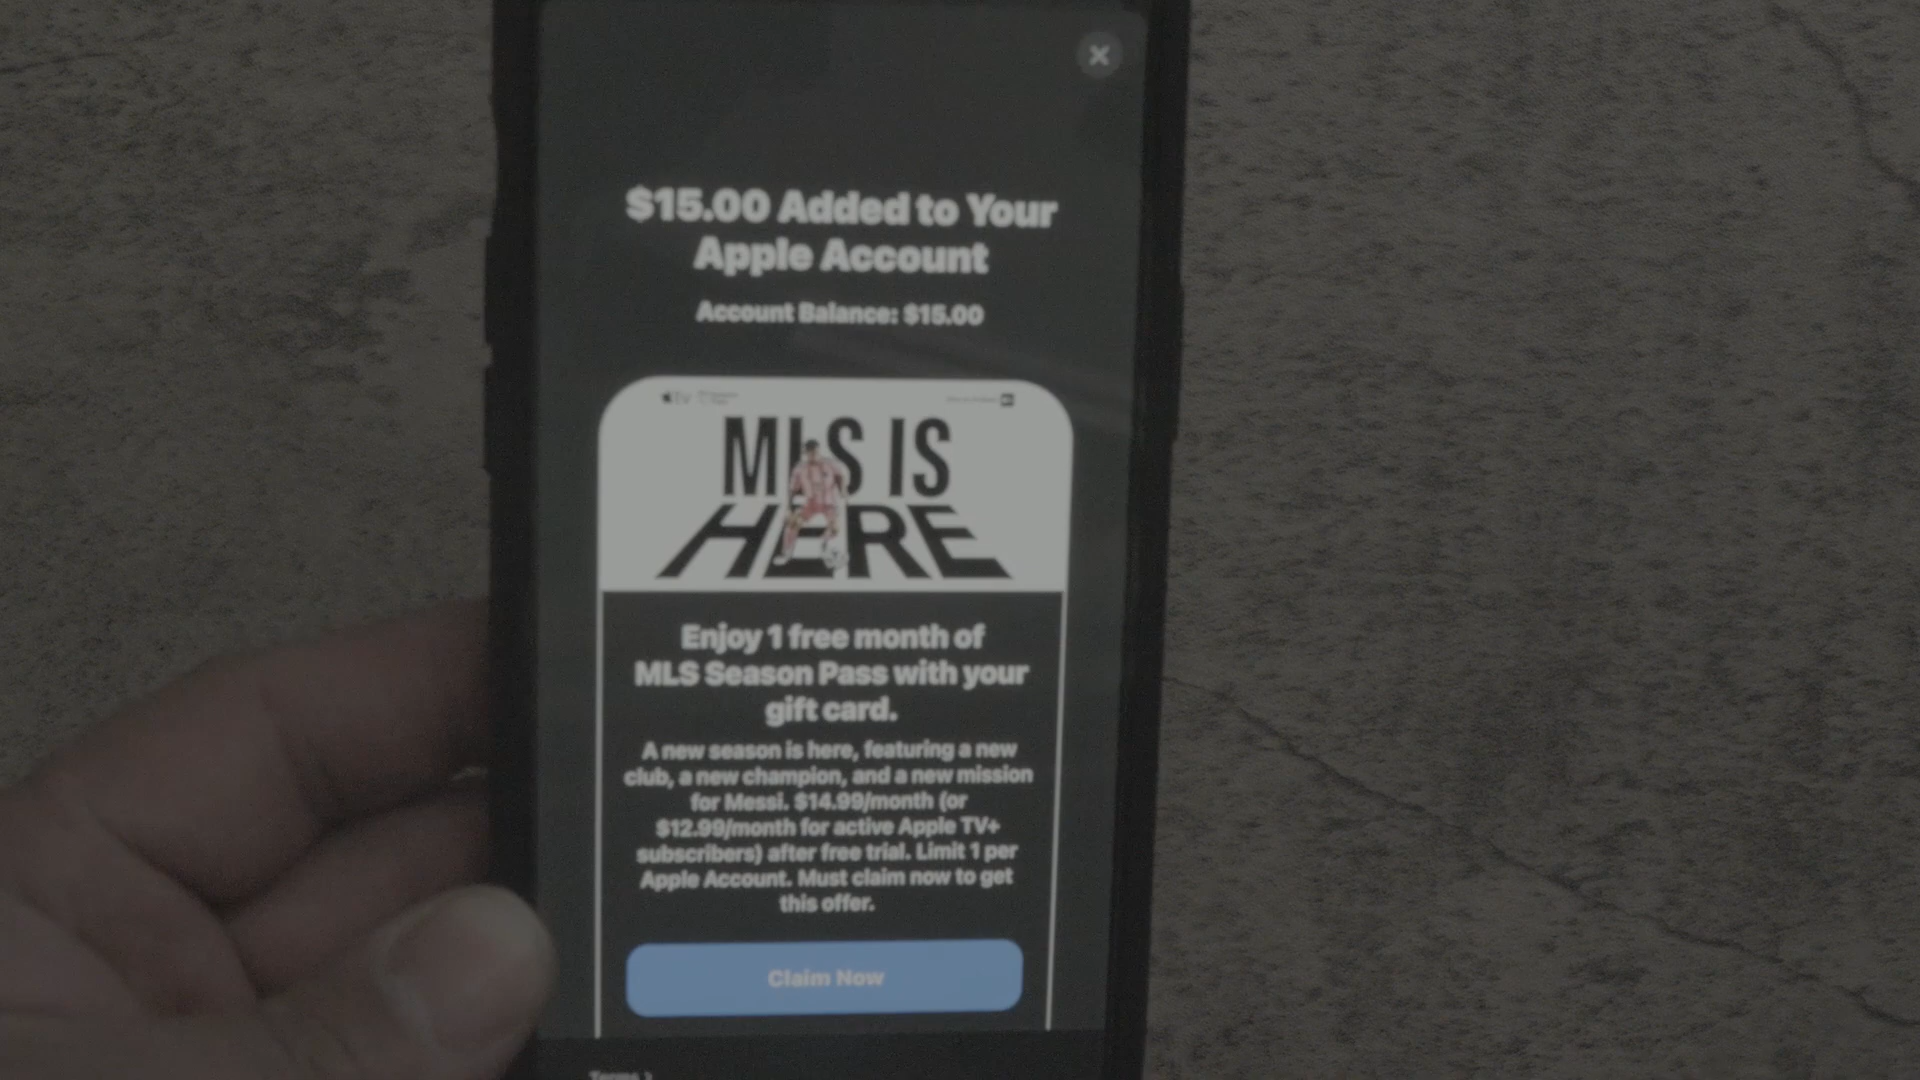 $15.00 Added to Your
Apple Account
Account Balance: $15.00
tv
MLS IS
HERE
Enjoy 1 free month of
MLS Season Pass with your
gift card.
A new season is here, featuring a new
club, a new champion, and a new mission
for Messi. $14.99/month (or
$12.99/month for active Apple TV+
subscribers) after free trial. Limit 1 per
Apple Account. Must claim now to get
this offer.
Claim Now
Terms >